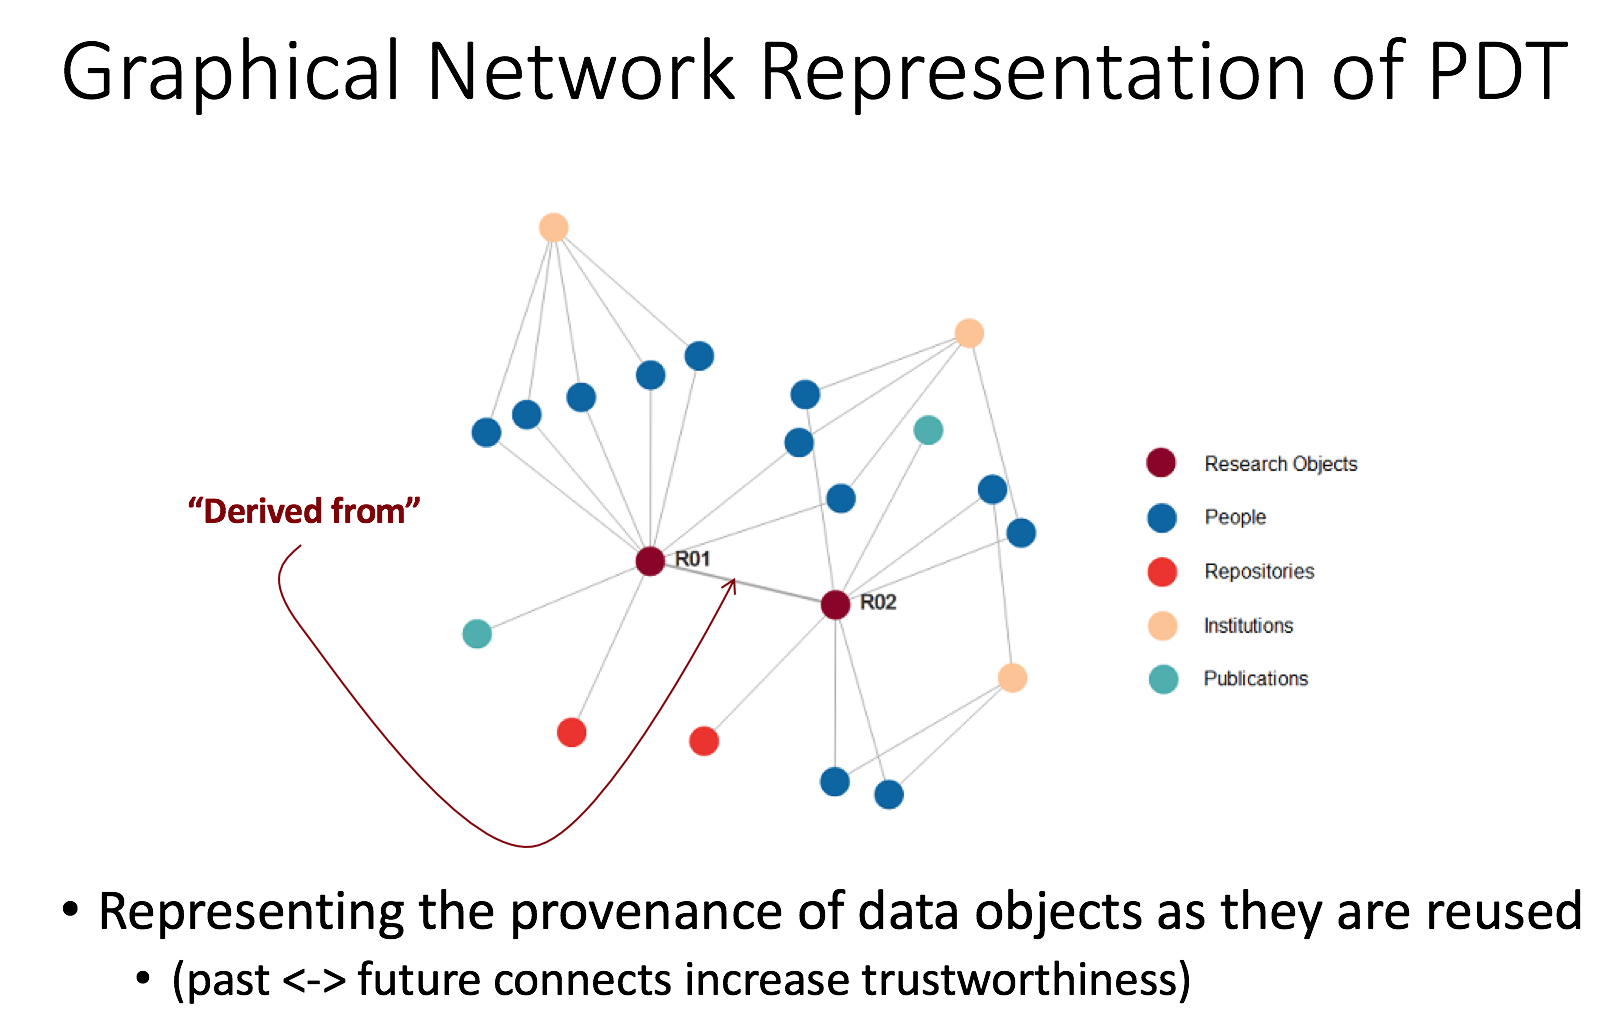 Graphical Network Representation of PDT
“Derived from”
R01
R02
Research Objects
People
Repositories
Institutions
Publications
• Representing the provenance of data objects as they are reused
• (past <-> future connects increase trustworthiness)